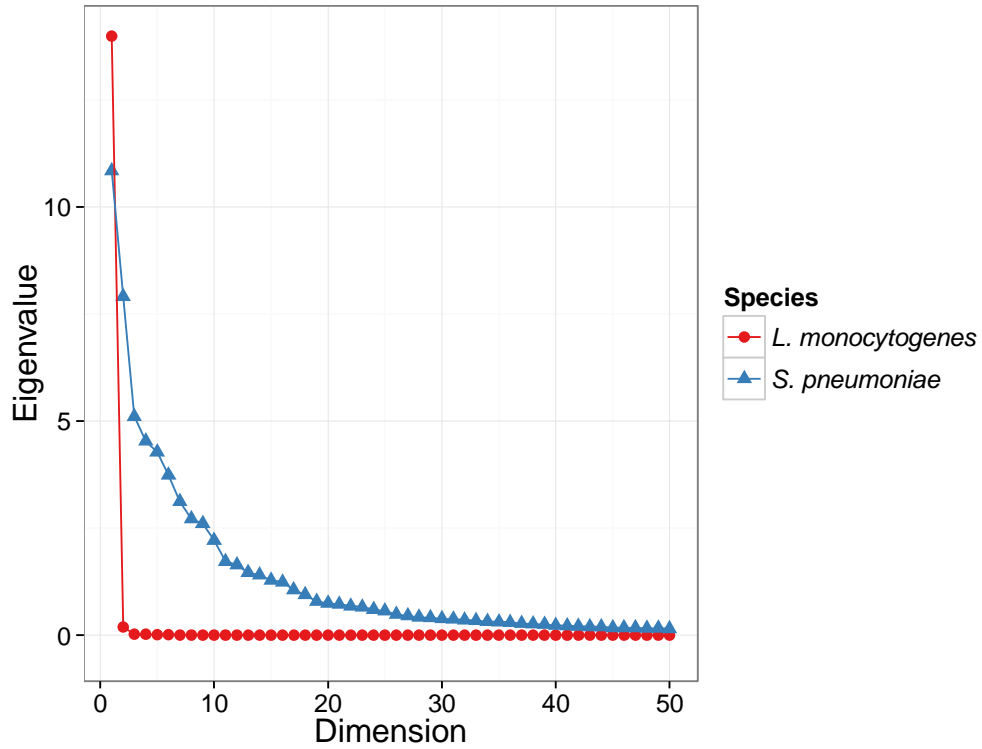 Eigenvalue
10
5
0
0 10 20 30 40 50
Dimension
Species
L. monocytogenes
S. pneumoniae